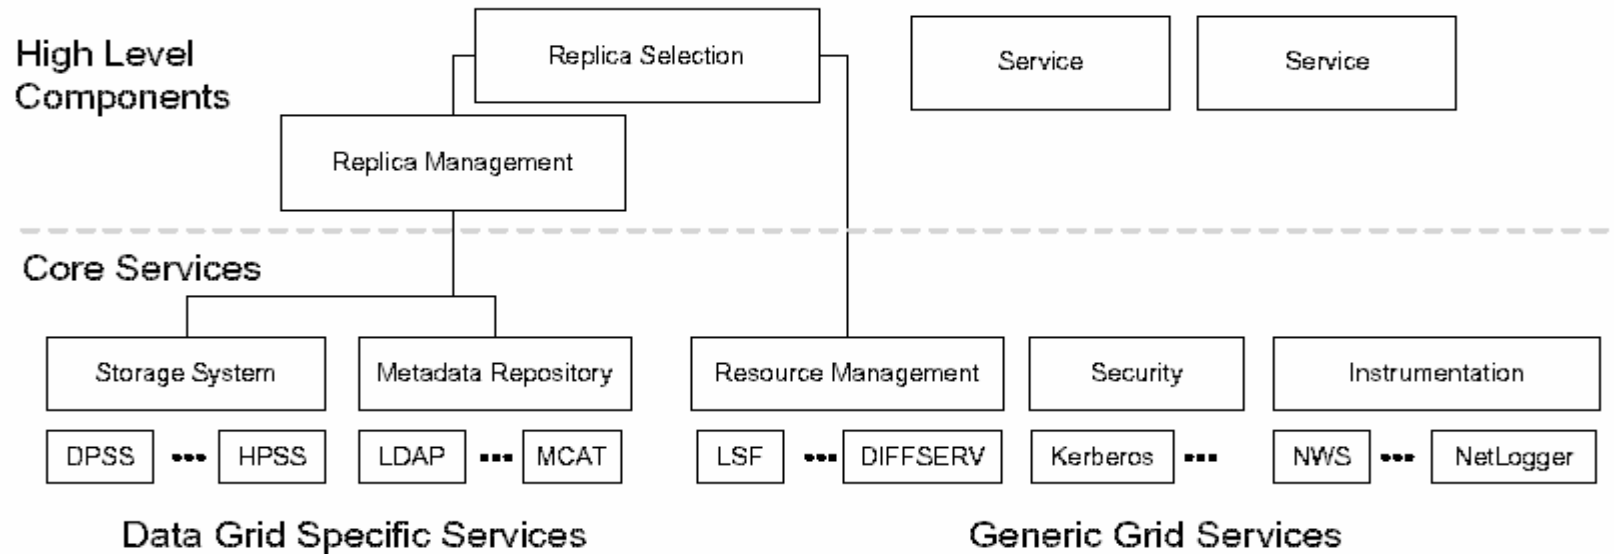 High Level
Components
Replica Selection
Service
Service
Replica Management
Core Services
Storage System
Metadata Repository
Resource Management
Security
Instrumentation
DPSS
HPSS
LDAP
MCAT
LSF
DIFFSERV
Kerberos
NWS
NetLogger
Data Grid Specific Services
Generic Grid Services